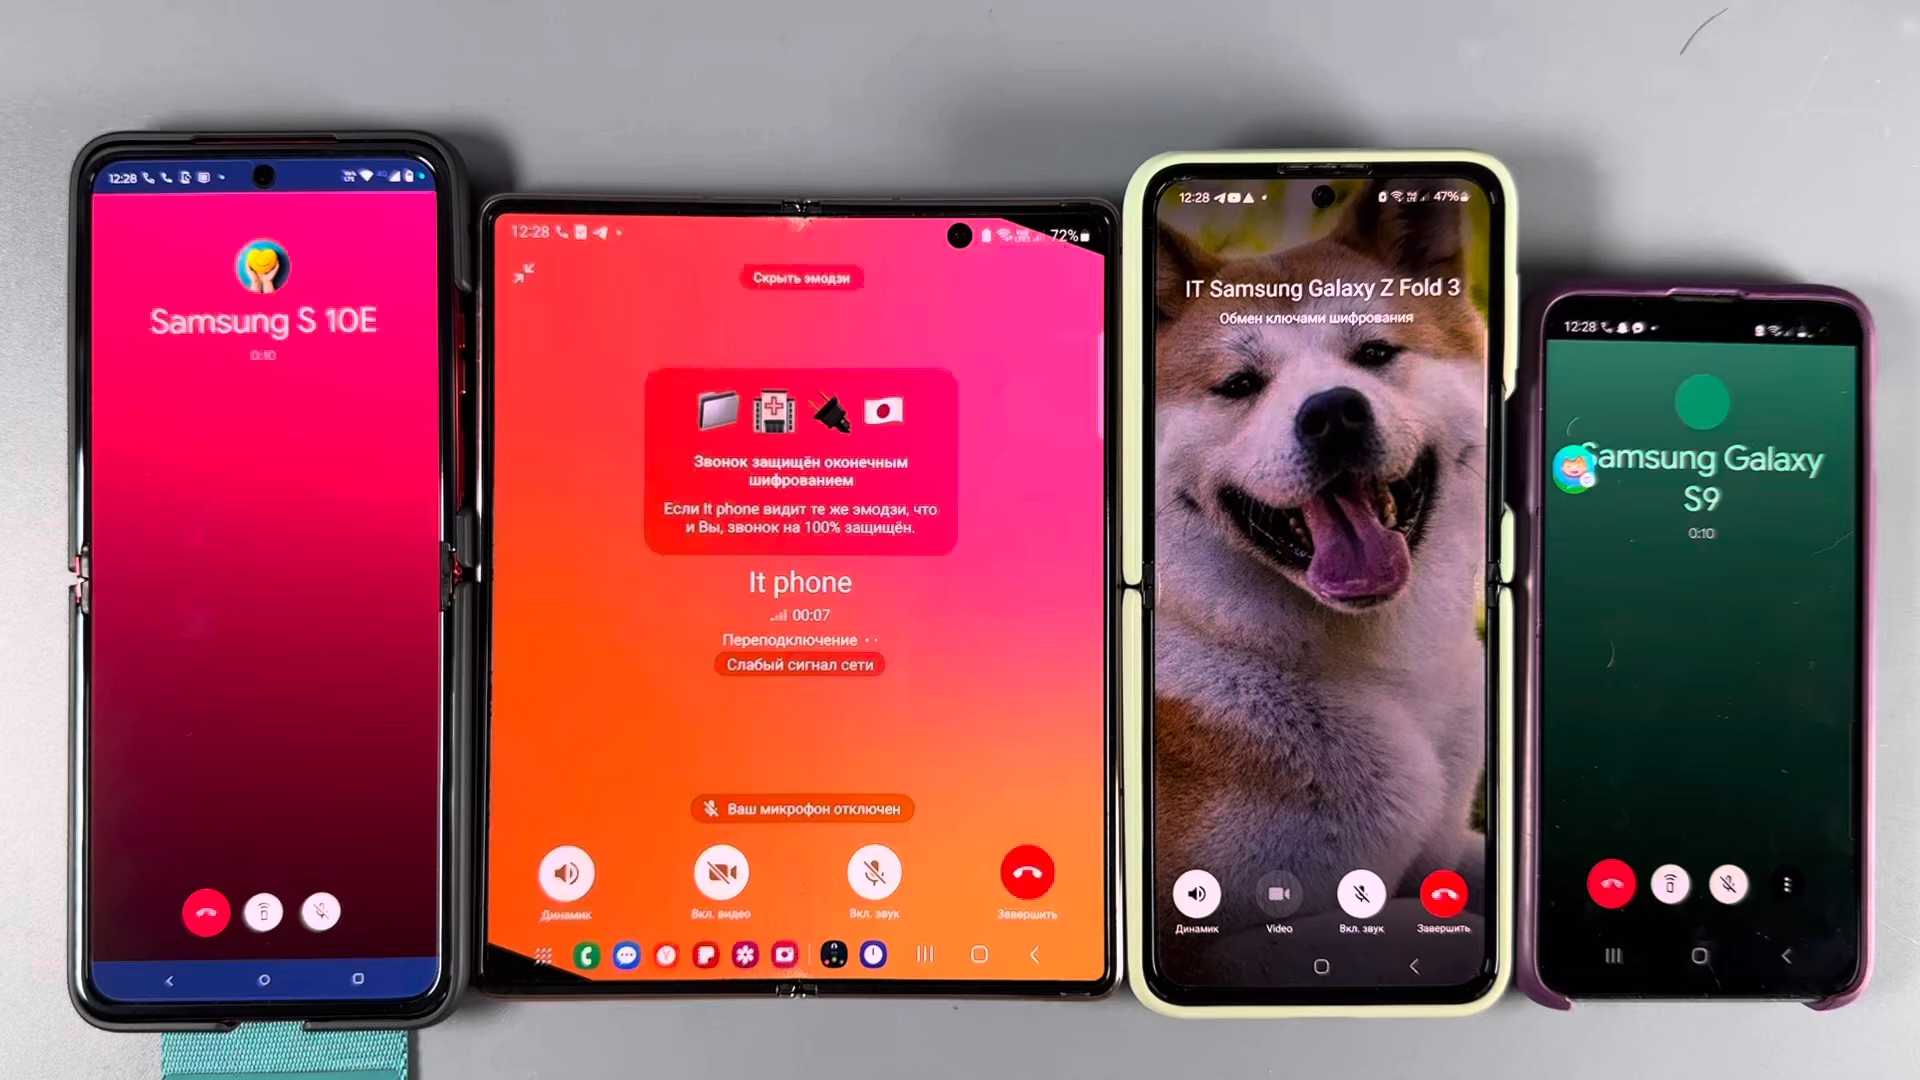 12:28
Samsung S 10E
0:10
12:28
72%
Скрыть эмодзи
Звонок защищён оконечным
шифрованием
Если It phone видит те же эмодзи, что
и Вы, звонок на 100% защищён.
It phone
00:07
Переподключение
Слабый сигнал сети
Ваш микрофон отключен
Динамик
Вкл. видео
Вкл. звук
Завершить
12:28
47%
IT Samsung Galaxy Z Fold 3
Обмен ключами шифрования
Динамик
Video
Вкл. звук
Завершить
12:28
Samsung Galaxy
S9
0:10